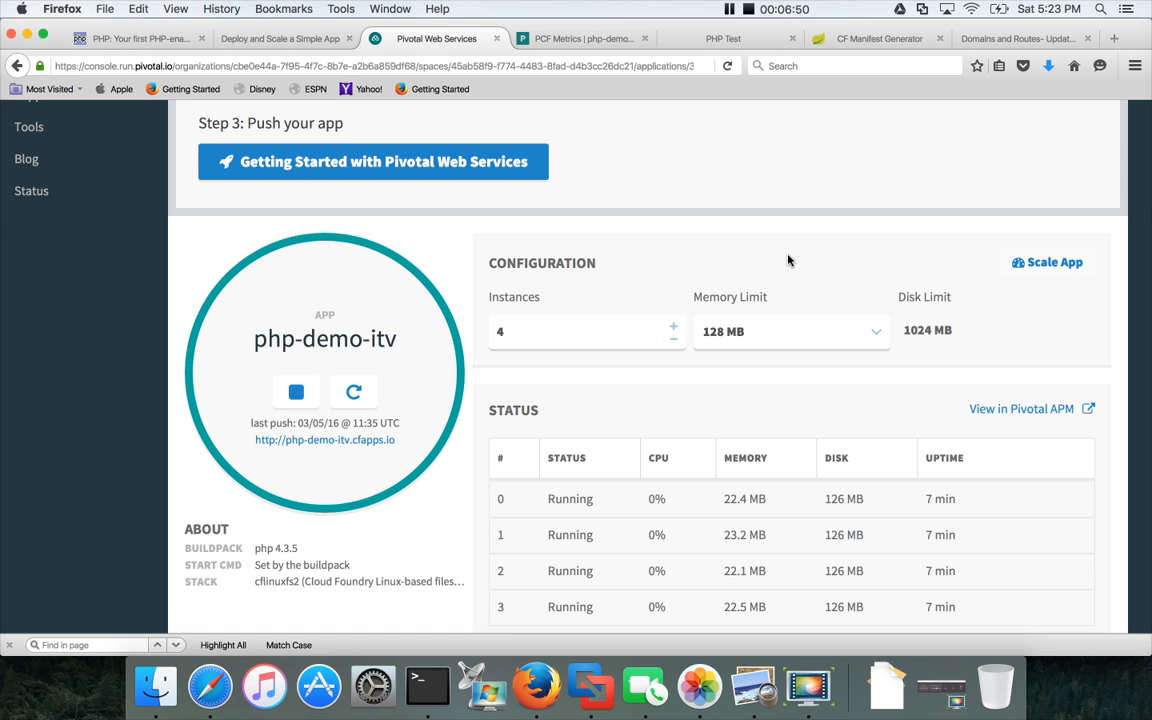 Firefox File Edit View History Bookmarks Tools Window Help 00:06:50 Sat 5:23 PM
PHP: Your first PHP-ena... Deploy and Scale a Simple App Pivotal Web Services PCF Metrics | php-demo... PHP Test CF Manifest Generator Domains and Routes- Updat...
https://console.run.pivotal.io/organizations/cbe0e44a-7f95-4f7c-8b7e-a2b6a859df68/spaces/45ab58f9-f774-4483-8fad-d4b3cc26dc21/applications/3 Search
Most Visited Apple Getting Started Disney ESPN Yahoo! Getting Started
Tools
Blog
Status
Step 3: Push your app
Getting Started with Pivotal Web Services
APP
php-demo-itv
last push: 03/05/16 @ 11:35 UTC
http://php-demo-itv.cfapps.io
ABOUT
BUILDPACK php 4.3.5
START CMD Set by the buildpack
STACK cflinuxfs2 (Cloud Foundry Linux-based files...
CONFIGURATION Scale App
Instances Memory Limit Disk Limit
4 128 MB 1024 MB
STATUS View in Pivotal APM
# STATUS CPU MEMORY DISK UPTIME
0 Running 0% 22.4 MB 126 MB 7 min
1 Running 0% 23.2 MB 126 MB 7 min
2 Running 0% 22.1 MB 126 MB 7 min
3 Running 0% 22.5 MB 126 MB 7 min
Find in page Highlight All Match Case